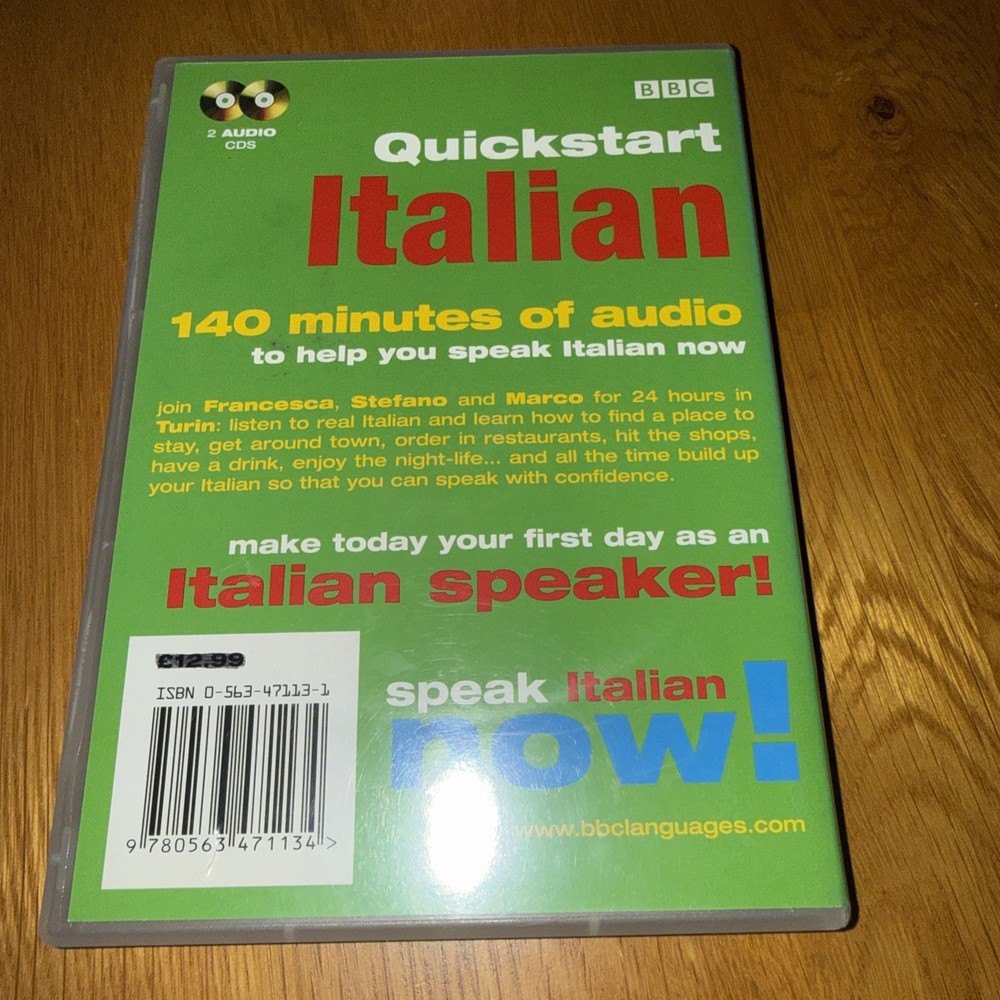 BBC
2 AUDIO
CDS
Quickstart
Italian
140 minutes of audio
to help you speak Italian now
join Francesca, Stefano and Marco for 24 hours in
Turin: listen to real Italian and learn how to find a place to
stay, get around town, order in restaurants, hit the shops,
have a drink, enjoy the night-life... and all the time build up
your Italian so that you can speak with confidence.
make today your first day as an
Italian speaker!
£12.99
ISBN 0-563-47113-1
9 780563 471134 >
speak Italian
now!
www.bbclanguages.com